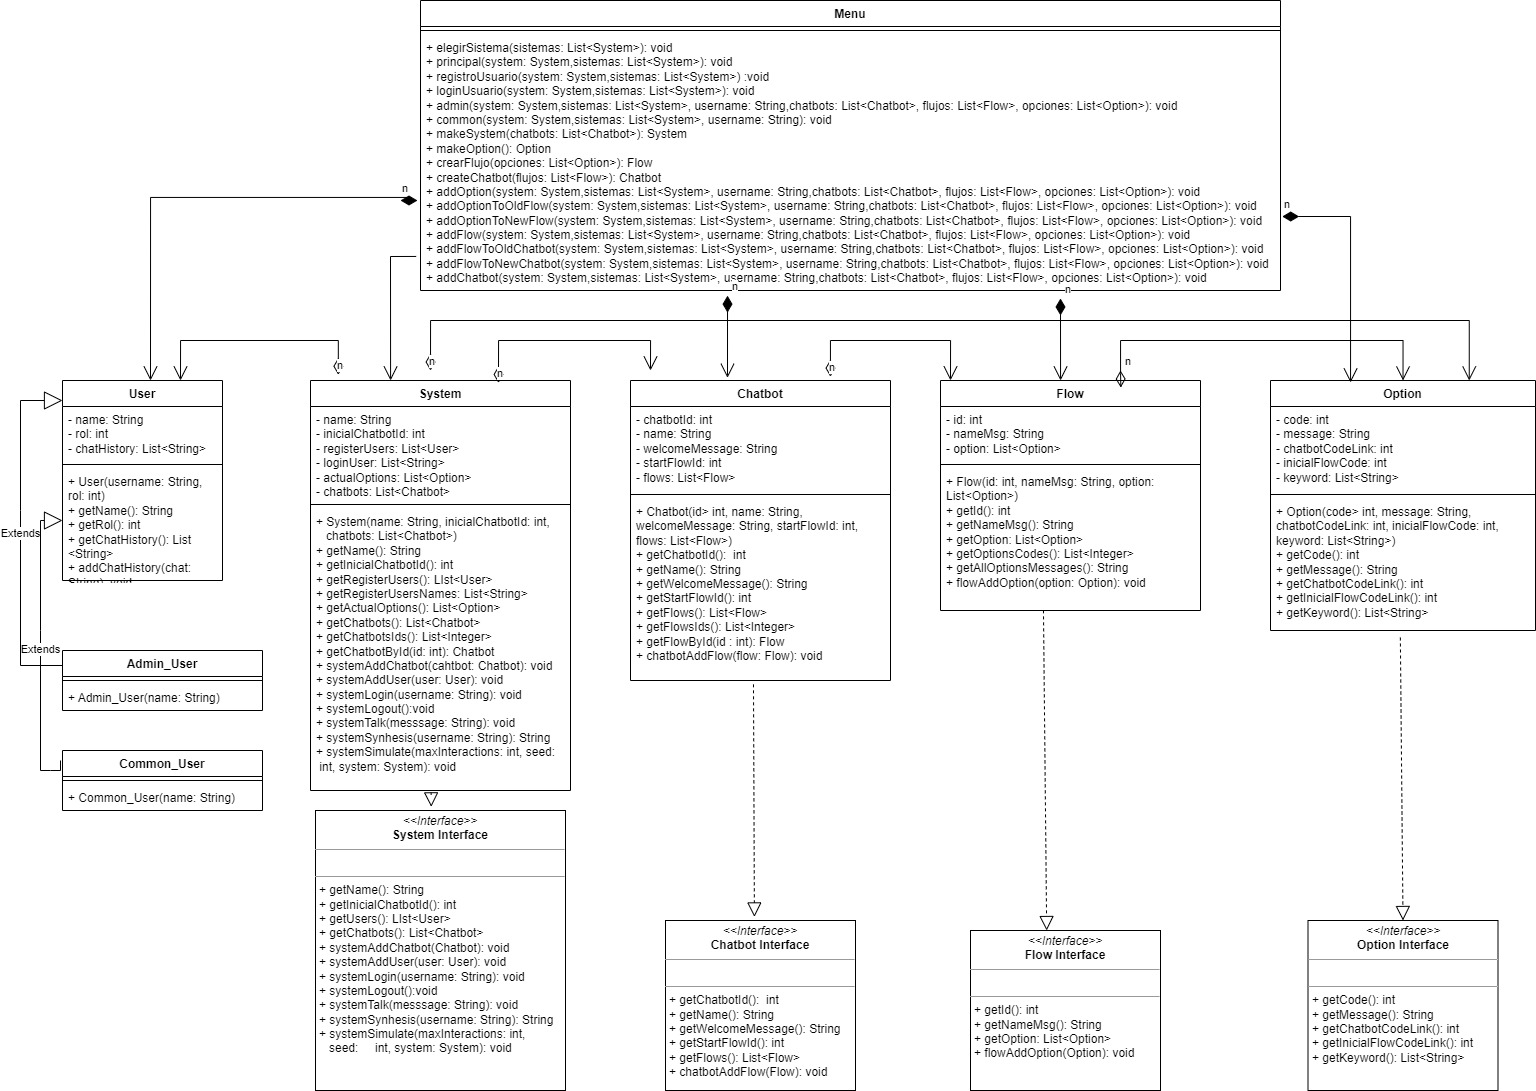 Menu
+ elegirSistema(sistemas: List<System>): void
+ principal(system: System,sistemas: List<System>): void
+ registroUsuario(system: System,sistemas: List<System>) :void
+ loginUsuario(system: System,sistemas: List<System>): void
+ admin(system: System,sistemas: List<System>, username: String,chatbots: List<Chatbot>, flujos: List<Flow>, opciones: List<Option>): void
+ common(system: System,sistemas: List<System>, username: String): void
+ makeSystem(chatbots: List<Chatbot>): System
+ makeOption(): Option
+ crearFlujo(opciones: List<Option>): Flow
+ createChatbot(flujos: List<Flow>): Chatbot
+ addOption(system: System,sistemas: List<System>, username: String,chatbots: List<Chatbot>, flujos: List<Flow>, opciones: List<Option>): void
+ addOptionToOldFlow(system: System,sistemas: List<System>, username: String,chatbots: List<Chatbot>, flujos: List<Flow>, opciones: List<Option>): void
+ addOptionToNewFlow(system: System,sistemas: List<System>, username: String,chatbots: List<Chatbot>, flujos: List<Flow>, opciones: List<Option>): void
+ addFlow(system: System,sistemas: List<System>, username: String,chatbots: List<Chatbot>, flujos: List<Flow>, opciones: List<Option>): void
+ addFlowToOldChatbot(system: System,sistemas: List<System>, username: String,chatbots: List<Chatbot>, flujos: List<Flow>, opciones: List<Option>): void
+ addFlowToNewChatbot(system: System,sistemas: List<System>, username: String,chatbots: List<Chatbot>, flujos: List<Flow>, opciones: List<Option>): void
+ addChatbot(system: System,sistemas: List<System>, username: String,chatbots: List<Chatbot>, flujos: List<Flow>, opciones: List<Option>): void
n
n
n
n
n
n
n
n
n
User
- name: String
- rol: int
- chatHistory: List<String>
+ User(username: String,
rol: int)
+ getName(): String
+ getRol(): int
+ getChatHistory(): List
<String>
+ addChatHistory(chat:
String): void
Extends
Extends
Admin_User
+ Admin_User(name: String)
Common_User
+ Common_User(name: String)
System
- name: String
- inicialChatbotId: int
- registerUsers: List<User>
- loginUser: List<String>
- actualOptions: List<Option>
- chatbots: List<Chatbot>
+ System(name: String, inicialChatbotId: int,
chatbots: List<Chatbot>)
+ getName(): String
+ getInicialChatbotId(): int
+ getRegisterUsers(): LIst<User>
+ getRegisterUsersNames: List<String>
+ getActualOptions(): List<Option>
+ getChatbots(): List<Chatbot>
+ getChatbotsIds(): List<Integer>
+ getChatbotById(id: int): Chatbot
+ systemAddChatbot(cahtbot: Chatbot): void
+ systemAddUser(user: User): void
+ systemLogin(username: String): void
+ systemLogout():void
+ systemTalk(messsage: String): void
+ systemSynhesis(username: String): String
+ systemSimulate(maxInteractions: int, seed:
int, system: System): void
<<Interface>>
System Interface
+ getName(): String
+ getInicialChatbotId(): int
+ getUsers(): LIst<User>
+ getChatbots(): List<Chatbot>
+ systemAddChatbot(Chatbot): void
+ systemAddUser(user: User): void
+ systemLogin(username: String): void
+ systemLogout():void
+ systemTalk(messsage: String): void
+ systemSynhesis(username: String): String
+ systemSimulate(maxInteractions: int,
seed: int, system: System): void
Chatbot
- chatbotId: int
- name: String
- welcomeMessage: String
- startFlowId: int
- flows: List<Flow>
+ Chatbot(id> int, name: String,
welcomeMessage: String, startFlowId: int,
flows: List<Flow>)
+ getChatbotId(): int
+ getName(): String
+ getWelcomeMessage(): String
+ getStartFlowId(): int
+ getFlows(): List<Flow>
+ getFlowsIds(): List<Integer>
+ getFlowById(id : int): Flow
+ chatbotAddFlow(flow: Flow): void
<<Interface>>
Chatbot Interface
+ getChatbotId(): int
+ getName(): String
+ getWelcomeMessage(): String
+ getStartFlowId(): int
+ getFlows(): List<Flow>
+ chatbotAddFlow(Flow): void
Flow
- id: int
- nameMsg: String
- option: List<Option>
+ Flow(id: int, nameMsg: String, option:
List<Option>)
+ getId(): int
+ getNameMsg(): String
+ getOption: List<Option>
+ getOptionsCodes(): List<Integer>
+ getAllOptionsMessages(): String
+ flowAddOption(option: Option): void
<<Interface>>
Flow Interface
+ getId(): int
+ getNameMsg(): String
+ getOption: List<Option>
+ flowAddOption(Option): void
Option
- code: int
- message: String
- chatbotCodeLink: int
- inicialFlowCode: int
- keyword: List<String>
+ Option(code> int, message: String,
chatbotCodeLink: int, inicialFlowCode: int,
keyword: List<String>)
+ getCode(): int
+ getMessage(): String
+ getChatbotCodeLink(): int
+ getInicialFlowCodeLink(): int
+ getKeyword(): List<String>
<<Interface>>
Option Interface
+ getCode(): int
+ getMessage(): String
+ getChatbotCodeLink(): int
+ getInicialFlowCodeLink(): int
+ getKeyword(): List<String>